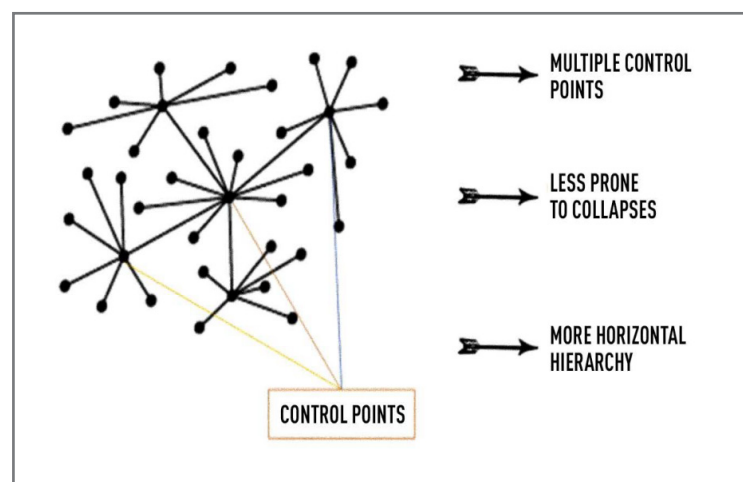 MULTIPLE CONTROL
POINTS
LESS PRONE
TO COLLAPSES
MORE HORIZONTAL
HIERARCHY
CONTROL POINTS